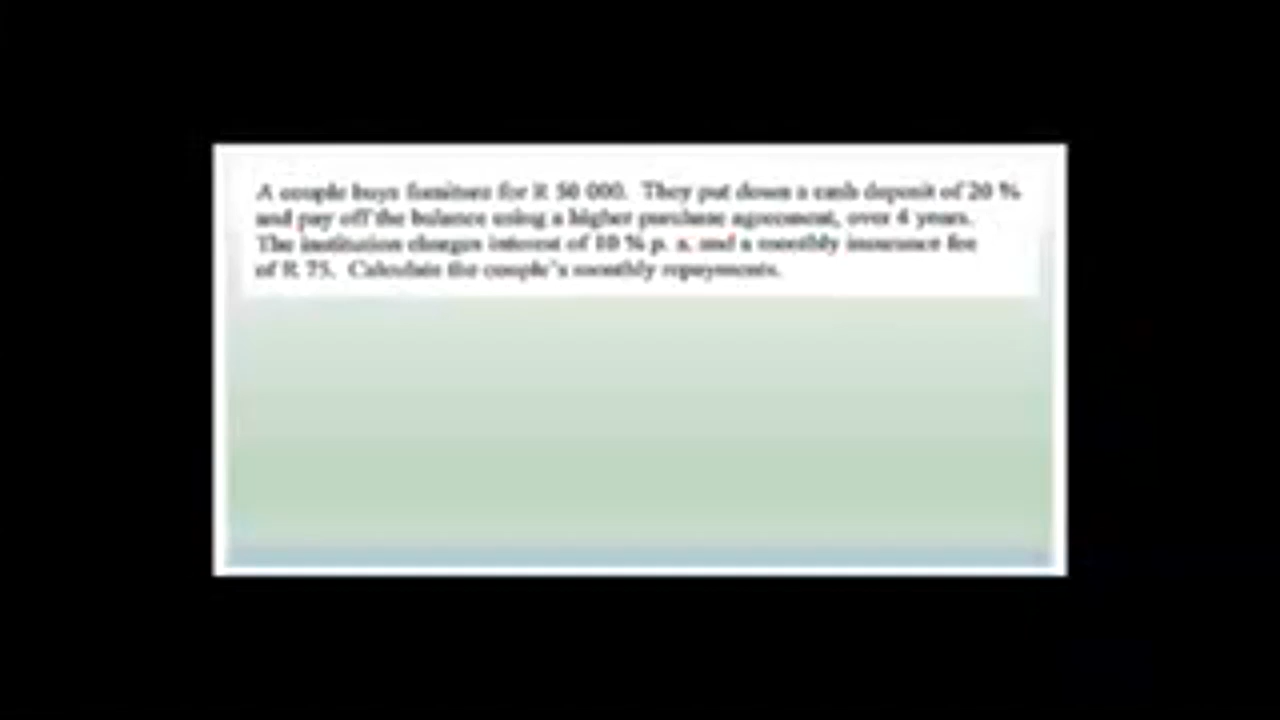 A couple buys furniture for R 50 000. They put down a cash deposit of 20 %
and pay off the balance using a higher purchase agreement, over 4 years.
The institution charges interest of 10 % p. a. and a monthly insurance fee
of R 75. Calculate the couple's monthly repayments.